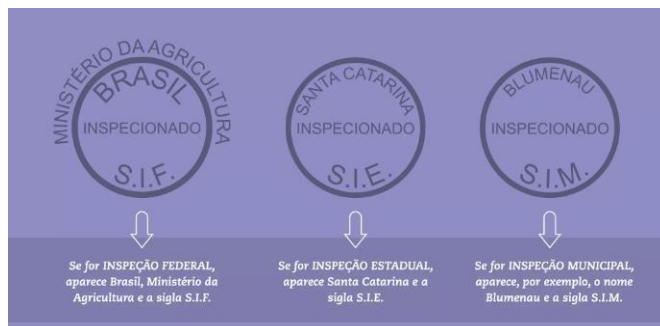 MINISTÉRIO DA AGRICULTURA
BRASIL
INSPECIONADO
S.I.F.
SANTA CATARINA
INSPECIONADO
S.I.E.
BLUMENAU
INSPECIONADO
S.I.M.
Se for INSPEÇÃO FEDERAL,
aparece Brasil, Ministério da
Agricultura e a sigla S.I.F.
Se for INSPEÇÃO ESTADUAL,
aparece Santa Catarina e a
sigla S.I.E.
Se for INSPEÇÃO MUNICIPAL,
aparece, por exemplo, o nome
Blumenau e a sigla S.I.M.